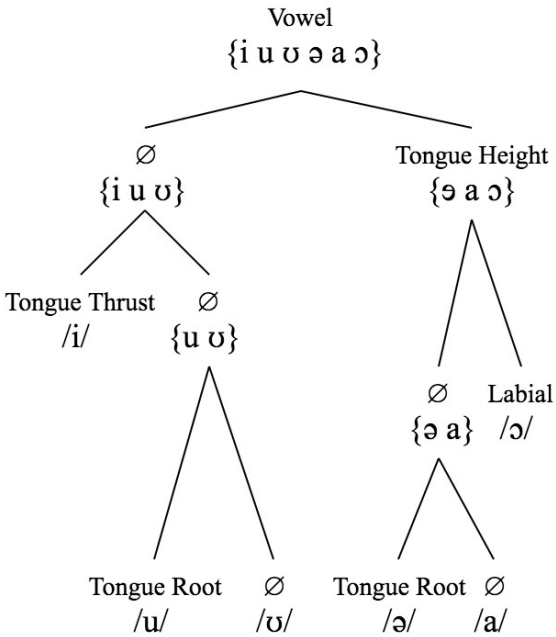 Vowel
{i u ʊ ə a ɔ}
∅ Tongue Height
{i u ʊ} {ɘ a ɔ}
Tongue Thrust ∅
/i/ {u ʊ}
∅ Labial
{ə a} /ɔ/
Tongue Root ∅ Tongue Root ∅
/u/ /ʊ/ /ə/ /a/